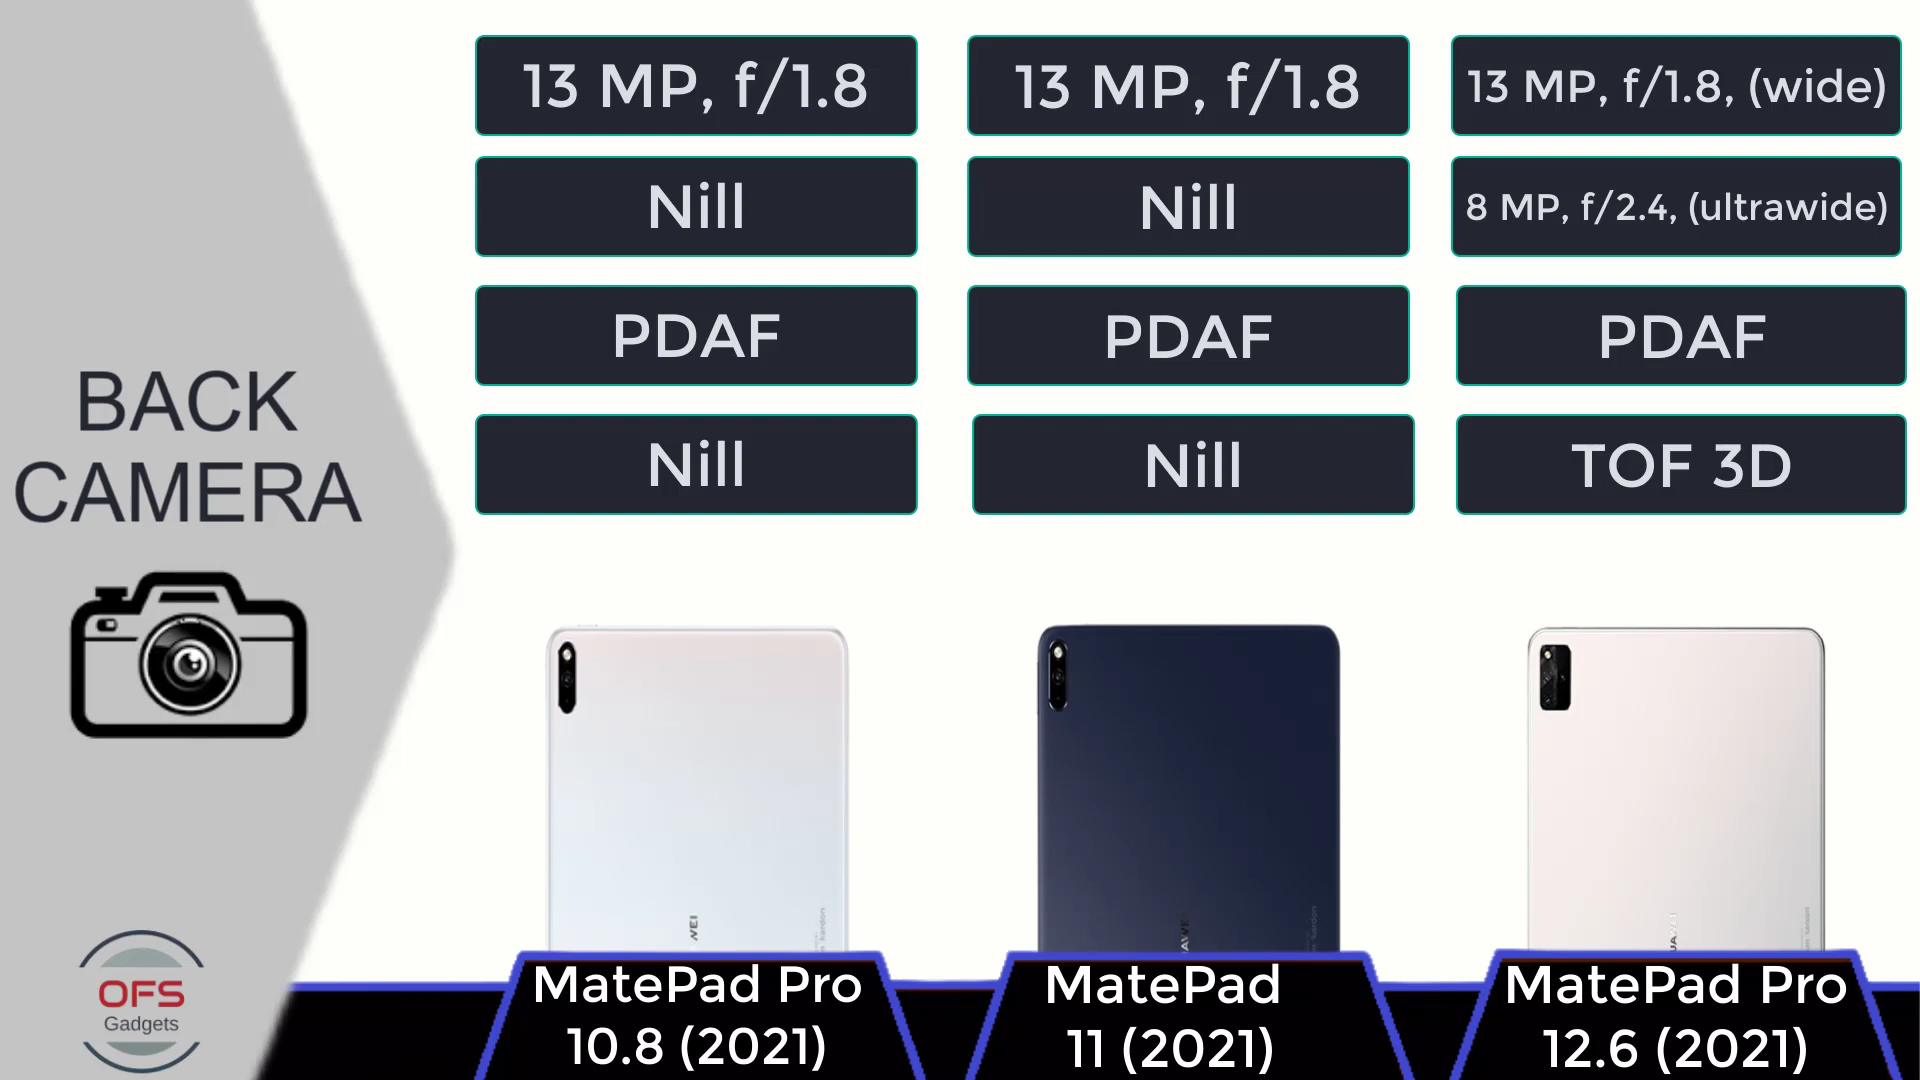 BACK
CAMERA
13 MP, f/1.8
13 MP, f/1.8
13 MP, f/1.8, (wide)
Nill
Nill
8 MP, f/2.4, (ultrawide)
PDAF
PDAF
PDAF
Nill
Nill
TOF 3D
MatePad Pro
10.8 (2021)
MatePad
11 (2021)
MatePad Pro
12.6 (2021)
OFS
Gadgets